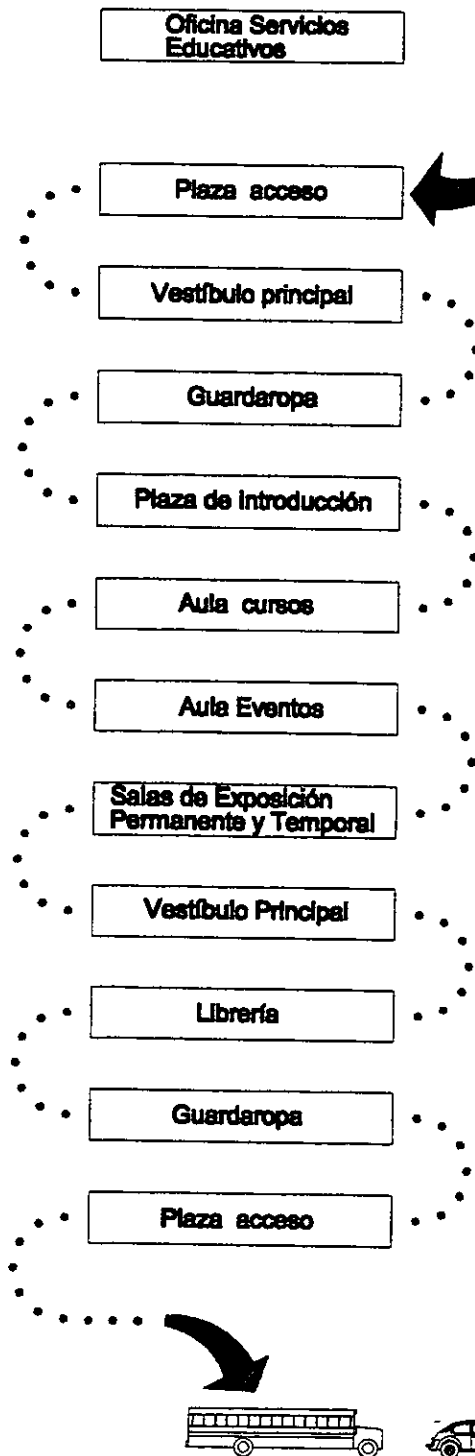 Oficina Servicios
Educativos
Plaza acceso
Vestíbulo principal
Guardaropa
Plaza de introducción
Aula cursos
Aula Eventos
Salas de Exposición
Permanente y Temporal
Vestíbulo Principal
Librería
Guardaropa
Plaza acceso